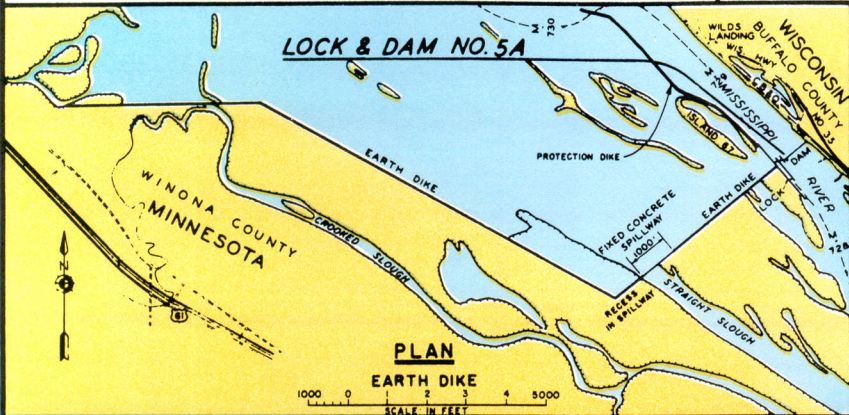 LOCK & DAM NO. 5A
M. 730
WILDS
LANDING
WIS. HWY
NO 35
C.B.& Q.
BUFFALO COUNTY
WISCONSIN
MISSISSIPPI
RIVER
ISLAND 67
PROTECTION DIKE
DAM
LOCK
M. 728
EARTH DIKE
EARTH DIKE
FIXED CONCRETE
SPILLWAY
1000'
RECESS
IN SPILLWAY
STRAIGHT SLOUGH
WINONA COUNTY
MINNESOTA
CROOKED SLOUGH
N
61
PLAN
EARTH DIKE
1000 0 1 2 3 4 5000
SCALE IN FEET